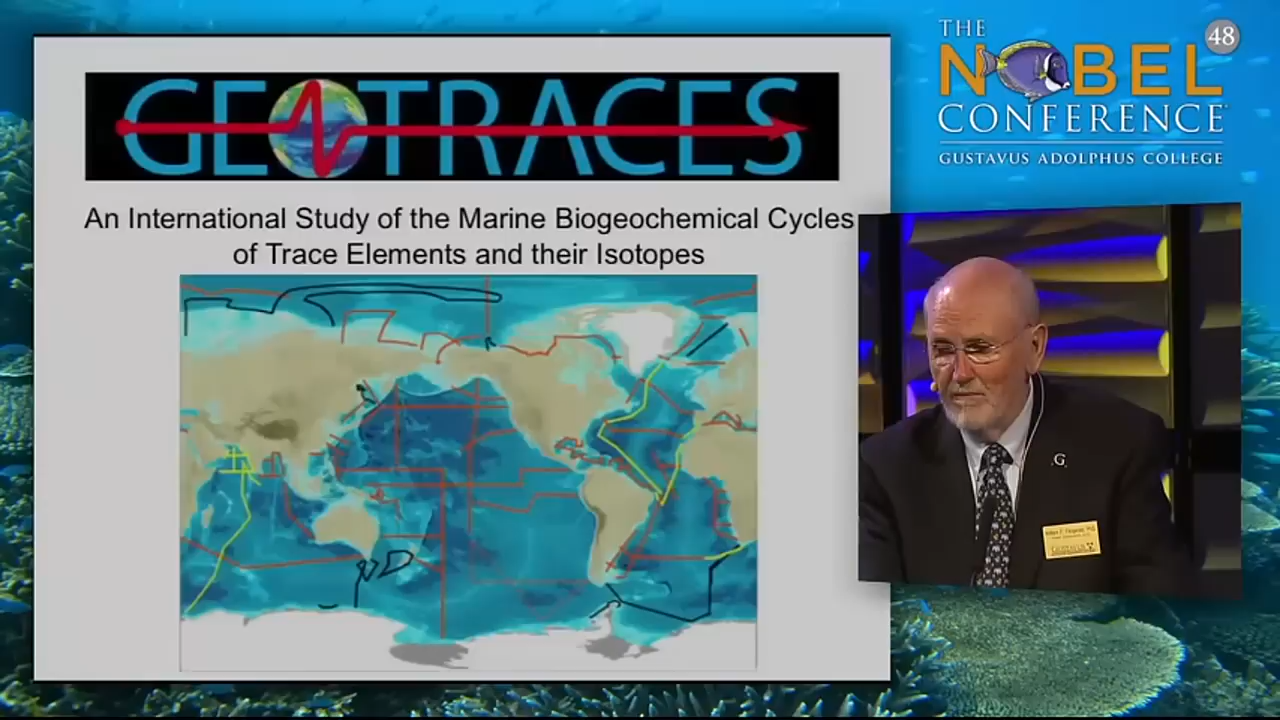 GEOTRACES
An International Study of the Marine Biogeochemical Cycles
of Trace Elements and their Isotopes
THE
NOBEL
CONFERENCE
48
GUSTAVUS ADOLPHUS COLLEGE
G